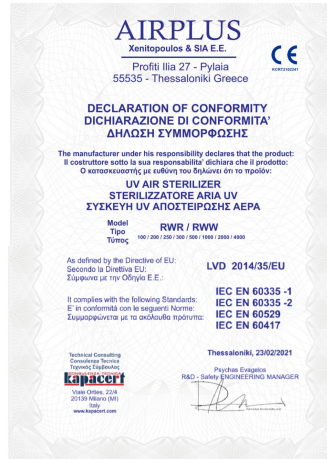 AIRPLUS
Xenitopoulos & SIA E.E.
Profiti Ilia 27 - Pylaia
55535 - Thessaloniki Greece
CE
DECLARATION OF CONFORMITY
DICHIARAZIONE DI CONFORMITA'
ΔΗΛΩΣΗ ΣΥΜΜΟΡΦΩΣΗΣ
The manufacturer under his responsibility declares that the product:
Il costruttore sotto la sua responsabilita' dichiara che il prodotto:
Ο κατασκευαστής με ευθύνη του δηλώνει ότι το προϊόν:
UV AIR STERILIZER
STERILIZZATORE ARIA UV
ΣΥΣΚΕΥΗ UV ΑΠΟΣΤΕΙΡΩΣΗΣ ΑΕΡΑ
Model
Tipo
Τύπος
RWR / RWW
100 / 200 / 250 / 300 / 500 / 1000 / 2000 / 4000
As defined by the Directive of EU:
Secondo la Direttiva EU:
Σύμφωνα με την Οδηγία Ε.Ε.:
LVD 2014/35/EU
It complies with the following Standards:
E' in conformità con le seguenti Norme:
Συμμορφώνεται με τα ακόλουθα πρότυπα:
IEC EN 60335 -1
IEC EN 60335 -2
IEC EN 60529
IEC EN 60417
Thessaloniki, 23/02/2021
Psychas Evagelos
R&D - Safety ENGINEERING MANAGER
Technical Consulting
Consulenza Tecnica
Τεχνικός Σύμβουλος
CONSULENZA TECNICA
kapacert
Viale Ortles, 22/4
20139 Milano (MI)
Italy
www.kapacert.com